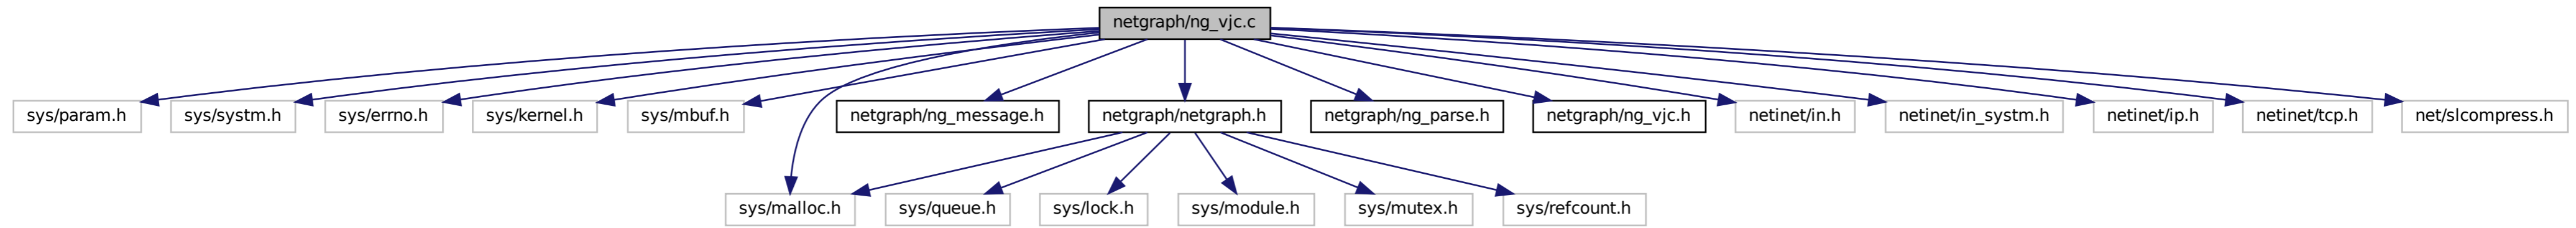 netgraph/ng_vjc.c
sys/param.h
sys/systm.h
sys/errno.h
sys/kernel.h
sys/mbuf.h
netgraph/ng_message.h
netgraph/netgraph.h
netgraph/ng_parse.h
netgraph/ng_vjc.h
netinet/in.h
netinet/in_systm.h
netinet/ip.h
netinet/tcp.h
net/slcompress.h
sys/malloc.h
sys/queue.h
sys/lock.h
sys/module.h
sys/mutex.h
sys/refcount.h